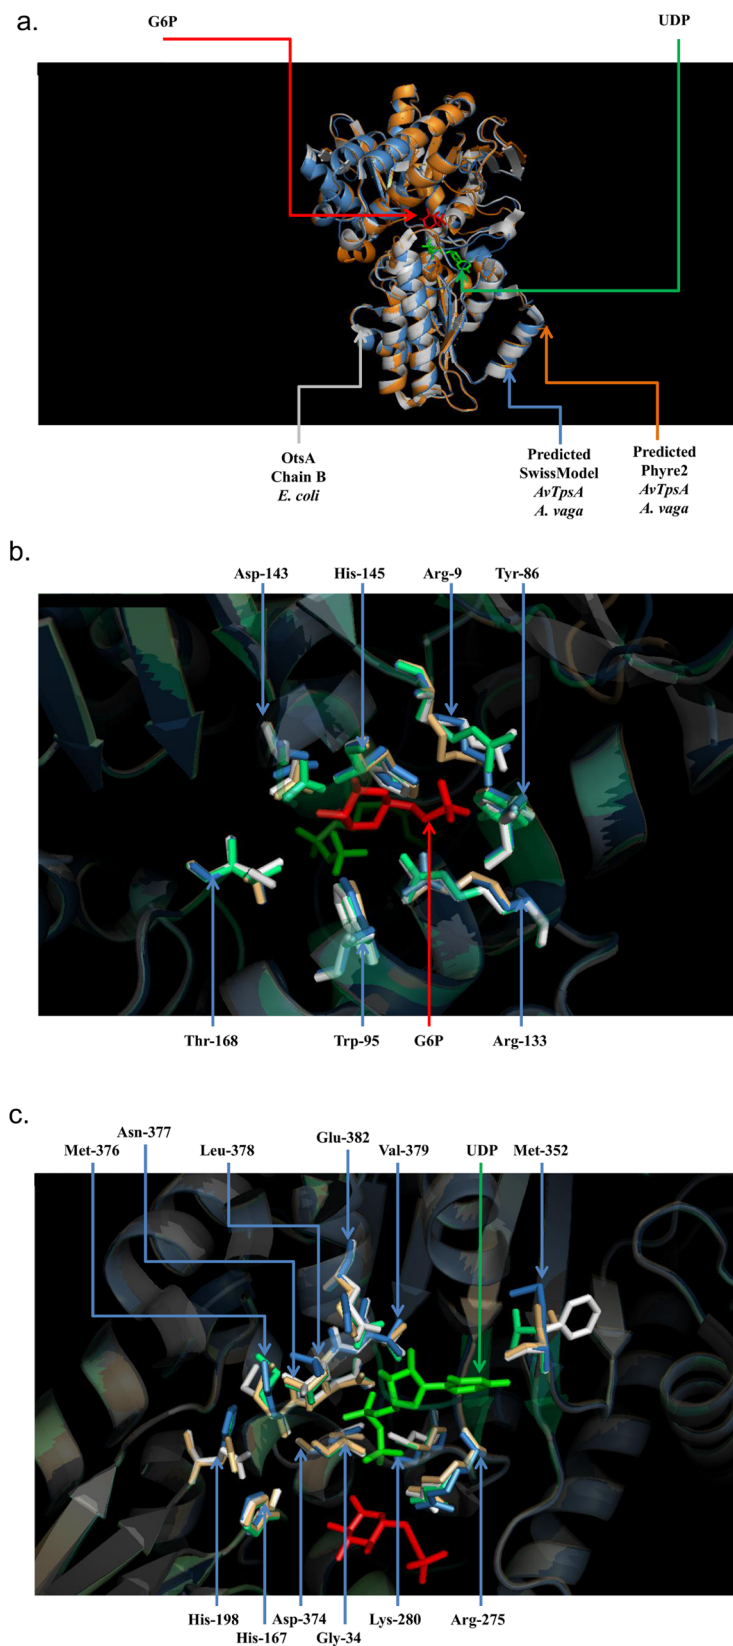 a.
G6P
UDP
OtsA
Chain B
E. coli
Predicted
SwissModel
AvTpsA
A. vaga
Predicted
Phyre2
AvTpsA
A. vaga
b.
Asp-143
His-145
Arg-9
Tyr-86
Thr-168
Trp-95
G6P
Arg-133
c.
Met-376
Asn-377
Leu-378
Glu-382
Val-379
UDP
Met-352
His-198
His-167
Asp-374
Gly-34
Lys-280
Arg-275